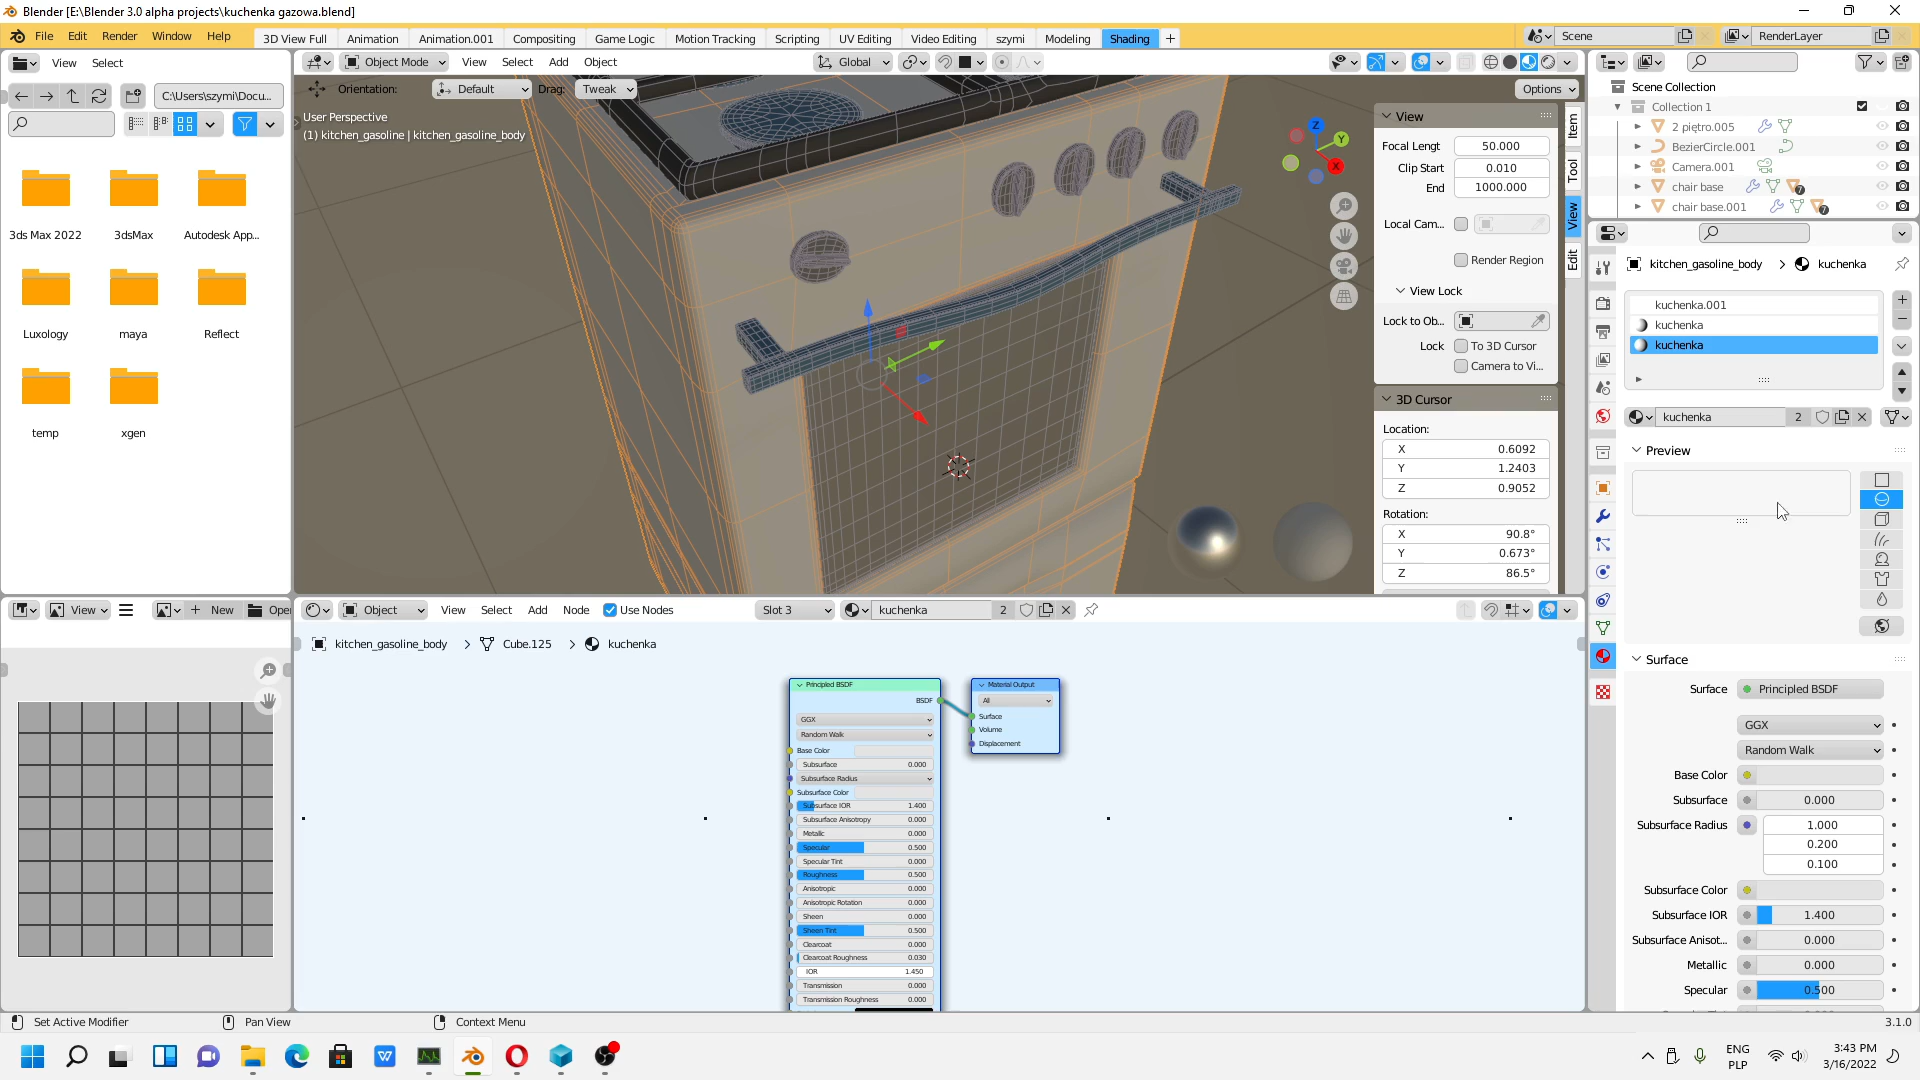 Blender [E:\Blender 3.0 alpha projects\kuchenka gazowa.blend]
File Edit Render Window Help 3D View Full Animation Animation.001 Compositing Game Logic Motion Tracking Scripting UV Editing Video Editing szymi Modeling Shading + Scene RenderLayer
View Select Object Mode View Select Add Object Global
C:\Users\szymi\Docu... Orientation: Default Drag: Tweak Options
User Perspective
(1) kitchen_gasoline | kitchen_gasoline_body
3ds Max 2022 3dsMax Autodesk App...
Luxology maya Reflect
temp xgen
Z
Y
X
View
Focal Lengt 50.000
Clip Start 0.010
End 1000.000
Local Cam...
Render Region
View Lock
Lock to Ob...
Lock To 3D Cursor
Camera to Vi...
3D Cursor
Location:
X 0.6092
Y 1.2403
Z 0.9052
Rotation:
X 90.8°
Y 0.673°
Z 86.5°
Item
Tool
View
Edit
Scene Collection
Collection 1
2 piętro.005
BezierCircle.001
Camera.001
chair base 7
chair base.001 7
kitchen_gasoline_body > kuchenka
kuchenka.001
kuchenka
kuchenka
kuchenka 2
Preview
Surface
Surface Principled BSDF
GGX
Random Walk
Base Color
Subsurface 0.000
Subsurface Radius 1.000
0.200
0.100
Subsurface Color
Subsurface IOR 1.400
Subsurface Anisot... 0.000
Metallic 0.000
Specular 0.500
View New Open
Object View Select Add Node Use Nodes Slot 3 kuchenka 2
kitchen_gasoline_body > Cube.125 > kuchenka
Principled BSDF
BSDF
GGX
Random Walk
Base Color
Subsurface 0.000
Subsurface Radius
Subsurface Color
Subsurface IOR 1.400
Subsurface Anisotropy 0.000
Metallic 0.000
Specular 0.500
Specular Tint 0.000
Roughness 0.500
Anisotropic 0.000
Anisotropic Rotation 0.000
Sheen 0.000
Sheen Tint 0.500
Clearcoat 0.000
Clearcoat Roughness 0.030
IOR 1.450
Transmission 0.000
Transmission Roughness 0.000
Material Output
All
Surface
Volume
Displacement
Set Active Modifier Pan View Context Menu 3.1.0
ENG
PLP
3:43 PM
3/16/2022